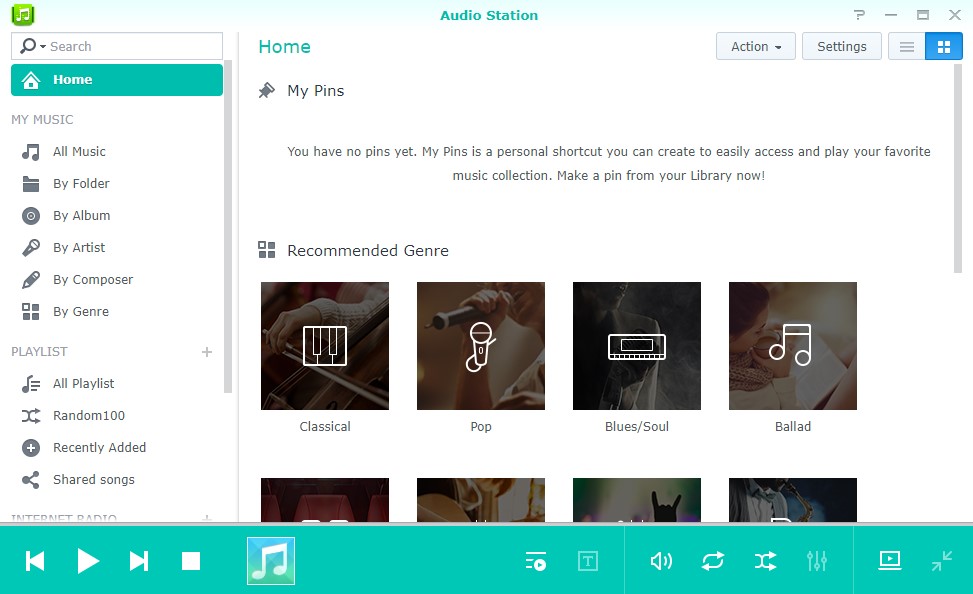 Audio Station
Search
Home
MY MUSIC
All Music
By Folder
By Album
By Artist
By Composer
By Genre
PLAYLIST
All Playlist
Random100
Recently Added
Shared songs
INTERNET RADIO
Home
Action
Settings
My Pins
You have no pins yet. My Pins is a personal shortcut you can create to easily access and play your favorite
music collection. Make a pin from your Library now!
Recommended Genre
Classical
Pop
Blues/Soul
Ballad
T